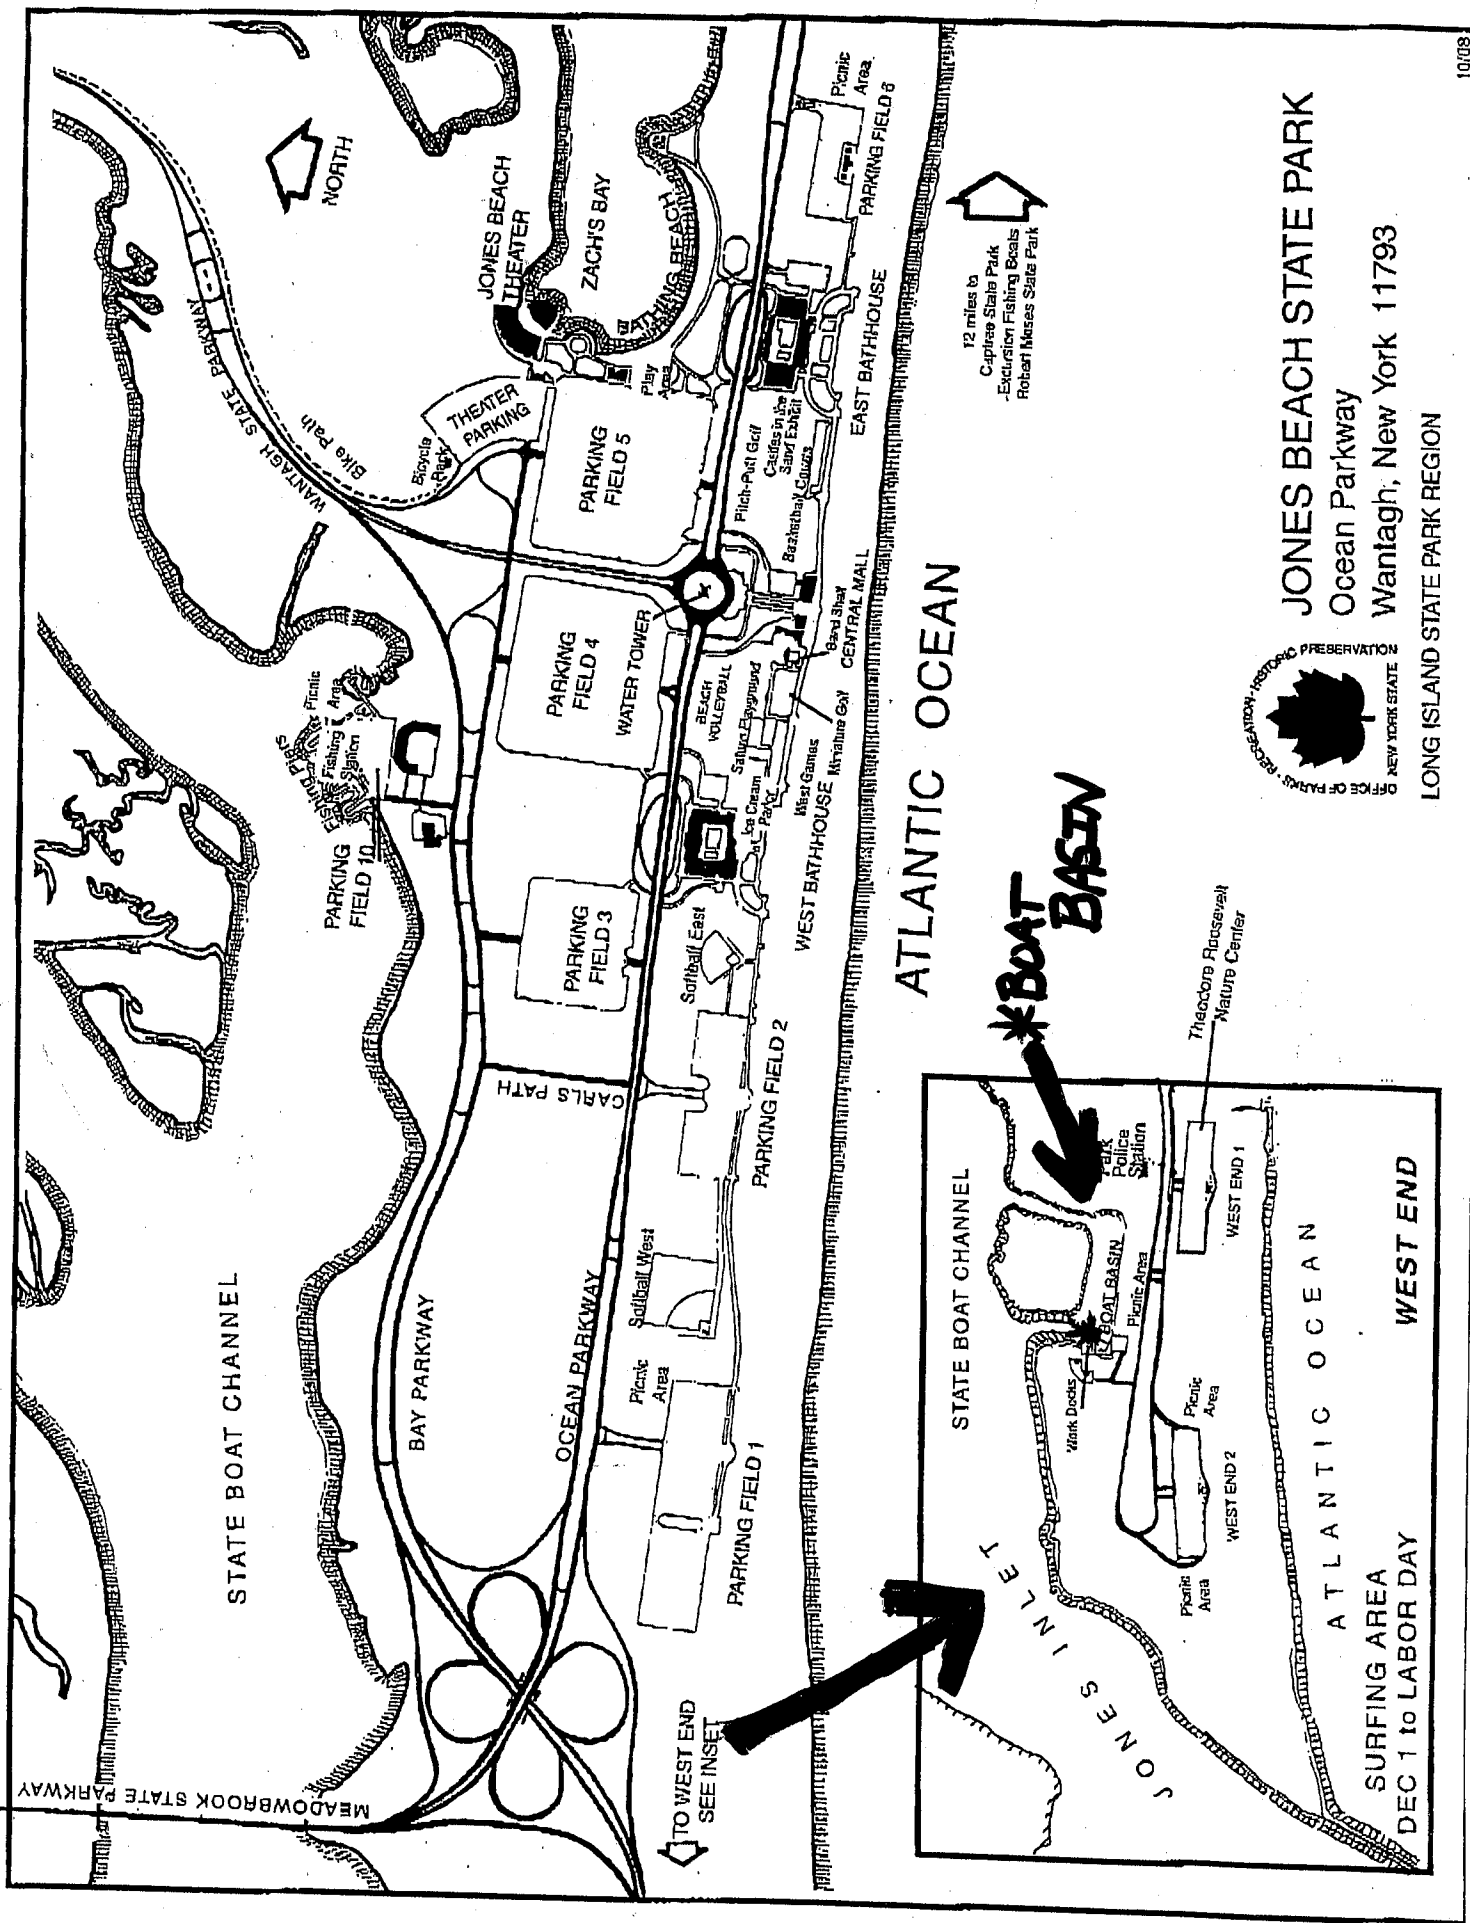 STATE BOAT CHANNEL
MEADOWBROOK STATE PARKWAY
BAY PARKWAY
OCEAN PARKWAY
TO WEST END
SEE INSET
PARKING FIELD 1
Picnic
Area
Softball West
PARKING FIELD 2
CARLS PATH
Softball East
PARKING
FIELD 3
PARKING
FIELD 10
Fishing Piers
Fishing
Station
Picnic
Area
WEST BATHHOUSE
Ice Cream
Parlor
West Games
Miniature Golf
Safund Playground
BEACH
VOLLEYBALL
WATER TOWER
PARKING
FIELD 4
Band Shell
CENTRAL MALL
WANTAGH STATE PARKWAY
Bike Path
Bicycle
Rack
THEATER
PARKING
PARKING
FIELD 5
Pitch-Putt Golf
Castles in the
Sand Exhibit
Basketball Courts
EAST BATHHOUSE
Play
Area
JONES BEACH
THEATER
ZACH'S BAY
BATHING BEACH
NORTH
Picnic
Area
PARKING FIELD 6
12 miles to
Captree State Park
-Excursion Fishing Boats
Robert Moses State Park
ATLANTIC OCEAN
*BOAT
BASIN
JONES BEACH STATE PARK
Ocean Parkway
Wantagh, New York 11793
LONG ISLAND STATE PARK REGION
OFFICE OF PARKS · RECREATION · HISTORIC PRESERVATION
NEW YORK STATE
10/08
STATE BOAT CHANNEL
Park
Police
Station
BOAT BASIN
Picnic Area
Work Docks
Theodore Roosevelt
Nature Center
WEST END 1
WEST END 2
Picnic
Area
Picnic
Area
JONES INLET
ATLANTIC OCEAN
SURFING AREA
DEC 1 to LABOR DAY
WEST END